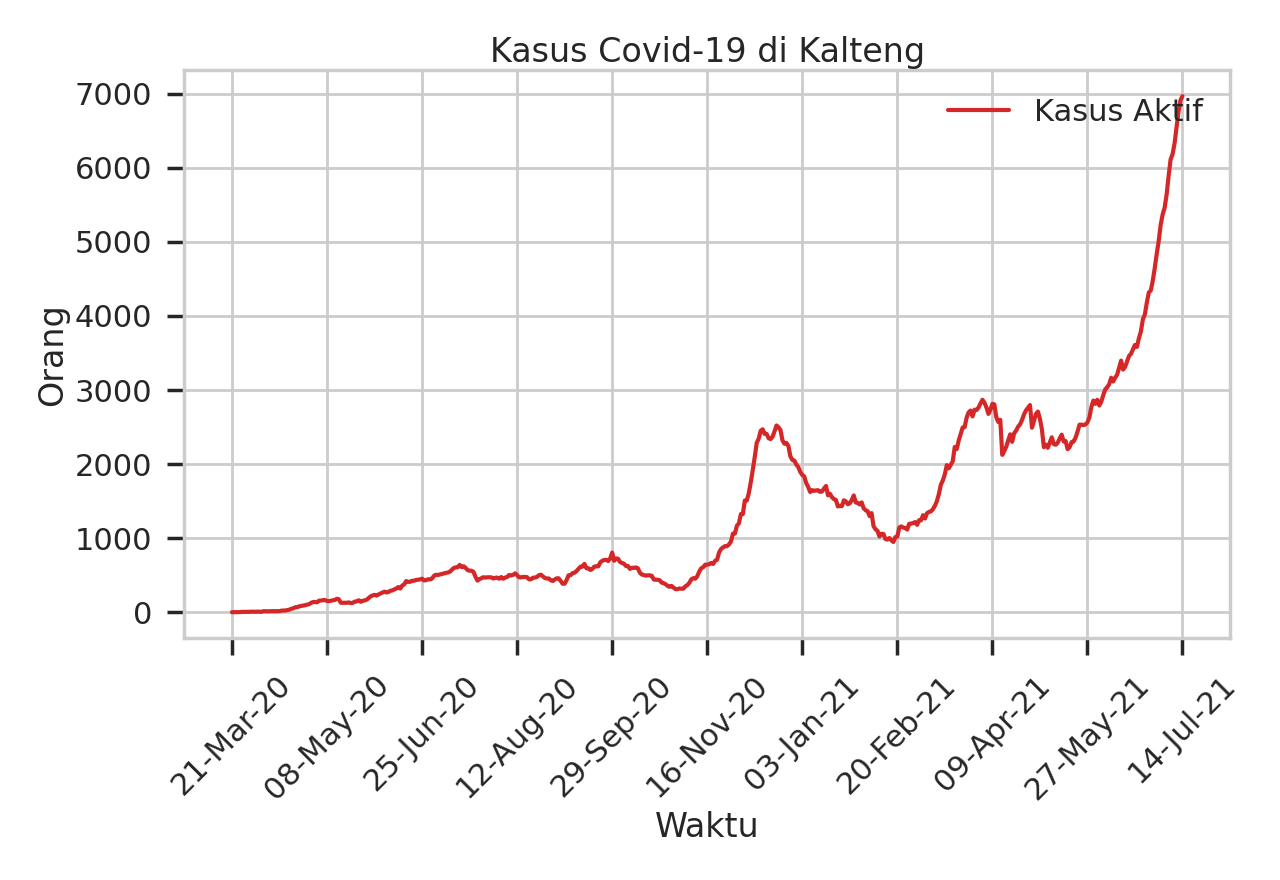 Kasus Covid-19 di Kalteng
Kasus Aktif
Orang
7000
6000
5000
4000
3000
2000
1000
0
21-Mar-20
08-May-20
25-Jun-20
12-Aug-20
29-Sep-20
16-Nov-20
03-Jan-21
20-Feb-21
09-Apr-21
27-May-21
14-Jul-21
Waktu